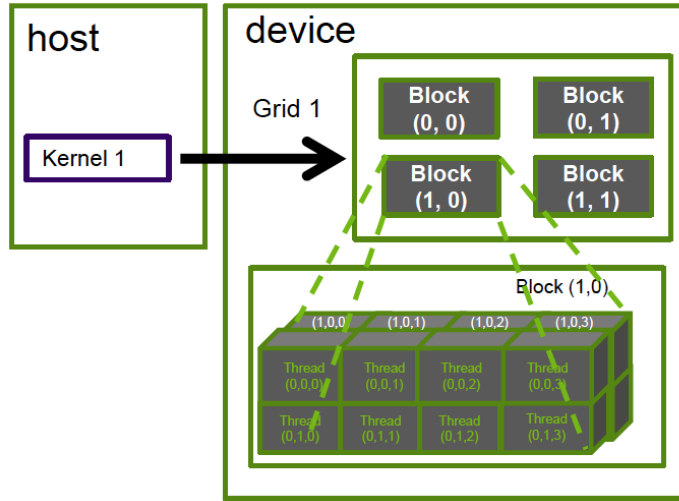 host
device
Grid 1
Kernel 1
Block
(0, 0)
Block
(0, 1)
Block
(1, 0)
Block
(1, 1)
Block (1,0)
(1,0,0)
(1,0,1)
(1,0,2)
(1,0,3)
Thread
(0,0,0)
Thread
(0,0,1)
Thread
(0,0,2)
Thread
(0,0,3)
Thread
(0,1,0)
Thread
(0,1,1)
Thread
(0,1,2)
Thread
(0,1,3)